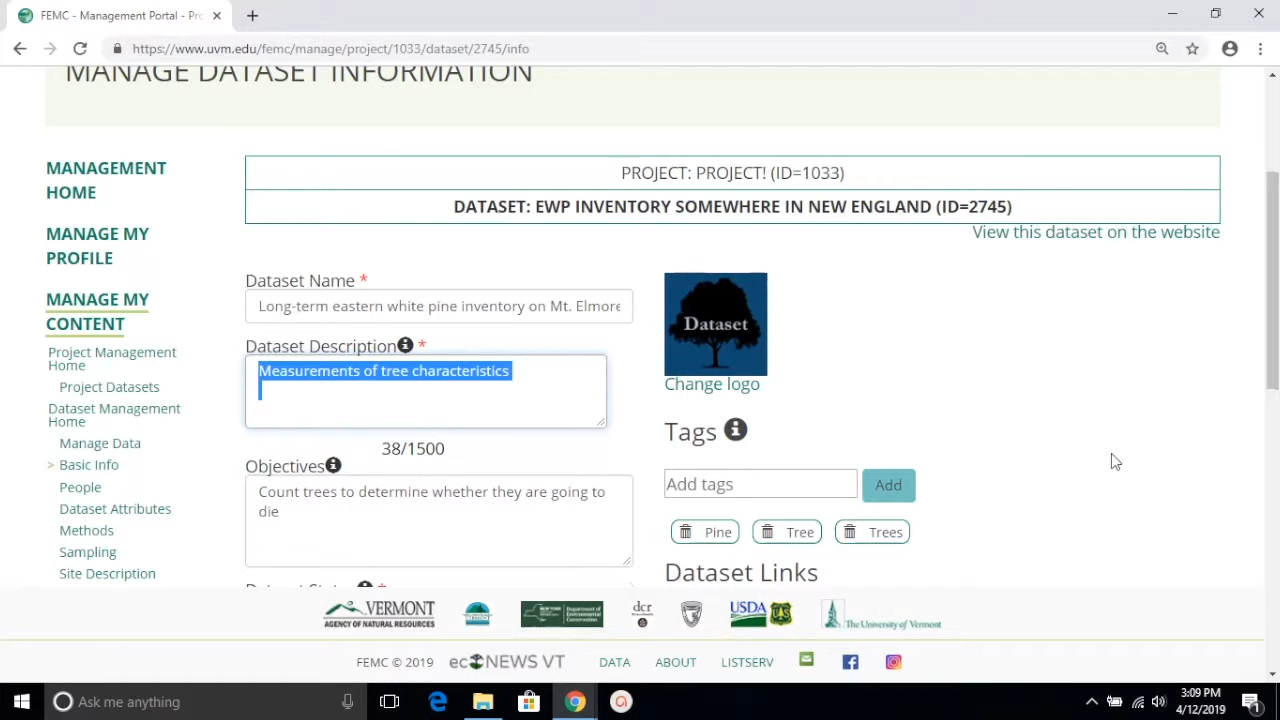 FEMC - Management Portal - Pro
https://www.uvm.edu/femc/manage/project/1033/dataset/2745/info
MANAGE DATASET INFORMATION
MANAGEMENT
HOME
MANAGE MY
PROFILE
MANAGE MY
CONTENT
Project Management
Home
Project Datasets
Dataset Management
Home
Manage Data
> Basic Info
People
Dataset Attributes
Methods
Sampling
Site Description
PROJECT: PROJECT! (ID=1033)
DATASET: EWP INVENTORY SOMEWHERE IN NEW ENGLAND (ID=2745)
View this dataset on the website
Dataset Name *
Long-term eastern white pine inventory on Mt. Elmore
Dataset Description *
Measurements of tree characteristics
38/1500
Objectives
Count trees to determine whether they are going to
die
Dataset
Change logo
Tags
Add tags
Add
Pine
Tree
Trees
Dataset Links
VERMONT
AGENCY OF NATURAL RESOURCES
Department of
Environmental
Conservation
dcr
USDA
The University of Vermont
FEMC © 2019
eco NEWS VT
DATA
ABOUT
LISTSERV
Ask me anything
3:09 PM
4/12/2019